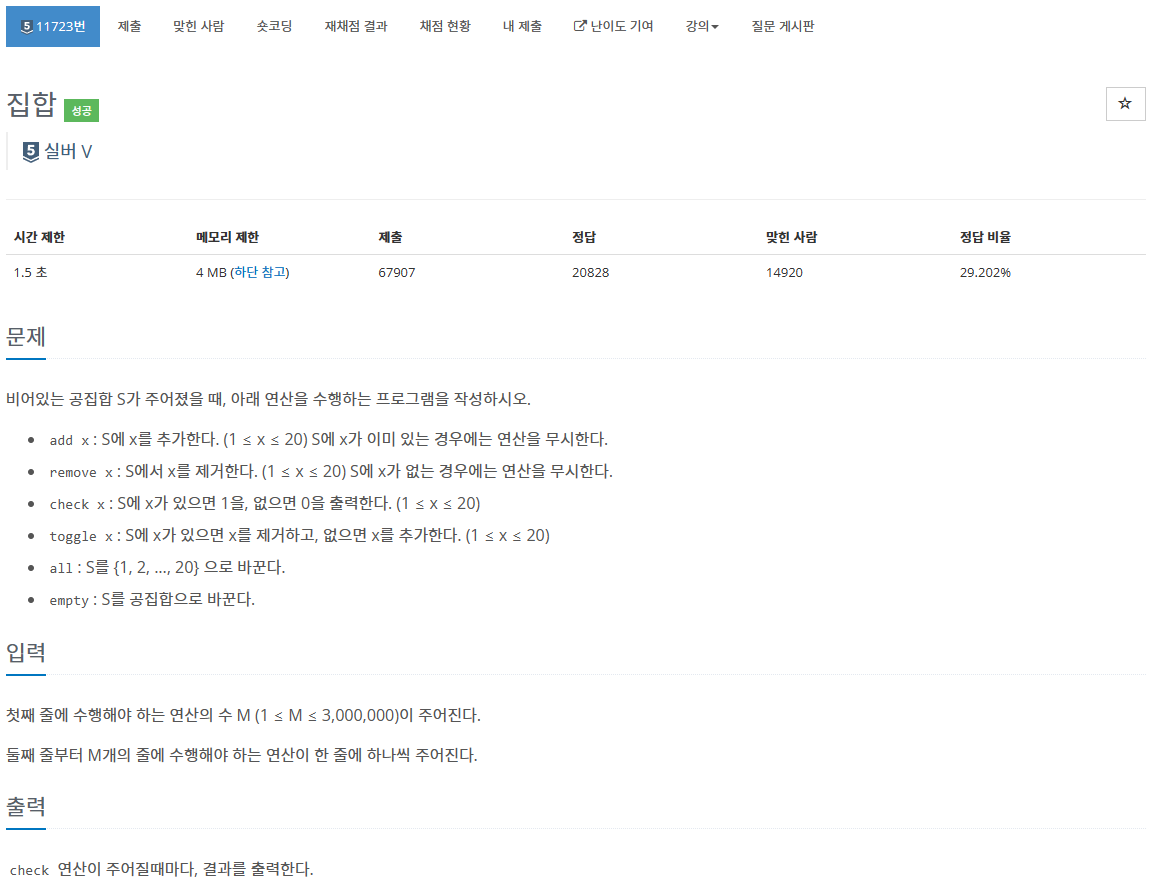 5 11723번 제출 맞힌 사람 숏코딩 재채점 결과 채점 현황 내 제출 난이도 기여 강의 질문 게시판
집합 성공
5 실버 V
시간 제한 메모리 제한 제출 정답 맞힌 사람 정답 비율
1.5 초 4 MB (하단 참고) 67907 20828 14920 29.202%
문제
비어있는 공집합 S가 주어졌을 때, 아래 연산을 수행하는 프로그램을 작성하시오.
• add x : S에 x를 추가한다. (1 ≤ x ≤ 20) S에 x가 이미 있는 경우에는 연산을 무시한다.
• remove x : S에서 x를 제거한다. (1 ≤ x ≤ 20) S에 x가 없는 경우에는 연산을 무시한다.
• check x : S에 x가 있으면 1을, 없으면 0을 출력한다. (1 ≤ x ≤ 20)
• toggle x : S에 x가 있으면 x를 제거하고, 없으면 x를 추가한다. (1 ≤ x ≤ 20)
• all : S를 {1, 2, ..., 20} 으로 바꾼다.
• empty : S를 공집합으로 바꾼다.
입력
첫째 줄에 수행해야 하는 연산의 수 M (1 ≤ M ≤ 3,000,000)이 주어진다.
둘째 줄부터 M개의 줄에 수행해야 하는 연산이 한 줄에 하나씩 주어진다.
출력
check 연산이 주어질때마다, 결과를 출력한다.